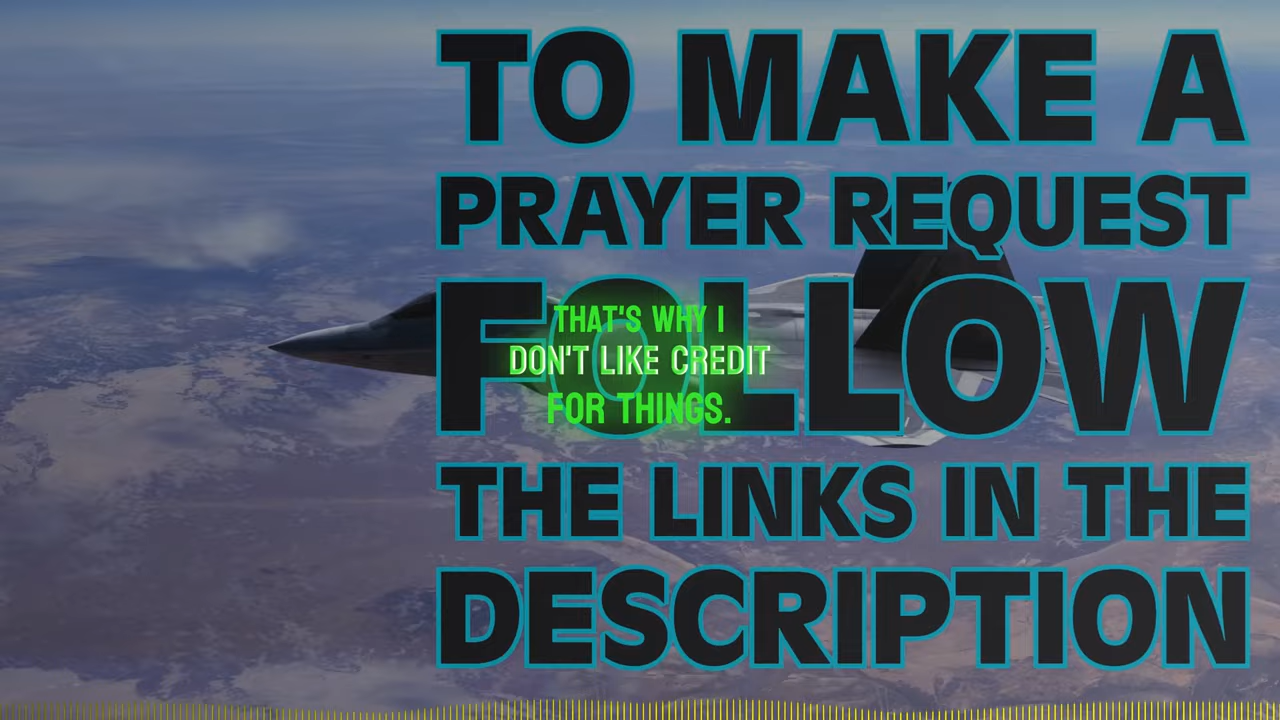 TO MAKE A
PRAYER REQUEST
FOLLOW
THE LINKS IN THE
DESCRIPTION
THAT'S WHY I
DON'T LIKE CREDIT
FOR THINGS.